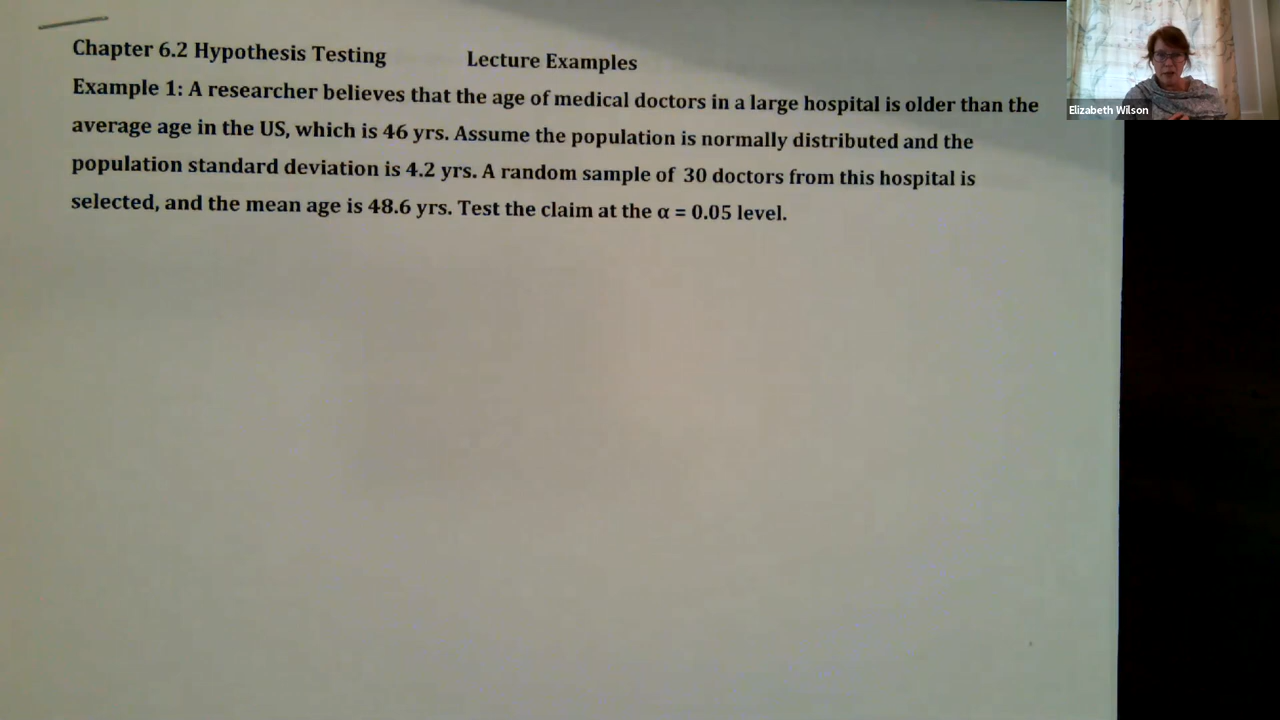 Chapter 6.2 Hypothesis Testing Lecture Examples
Example 1: A researcher believes that the age of medical doctors in a large hospital is older than the
average age in the US, which is 46 yrs. Assume the population is normally distributed and the
population standard deviation is 4.2 yrs. A random sample of 30 doctors from this hospital is
selected, and the mean age is 48.6 yrs. Test the claim at the α = 0.05 level.
Elizabeth Wilson